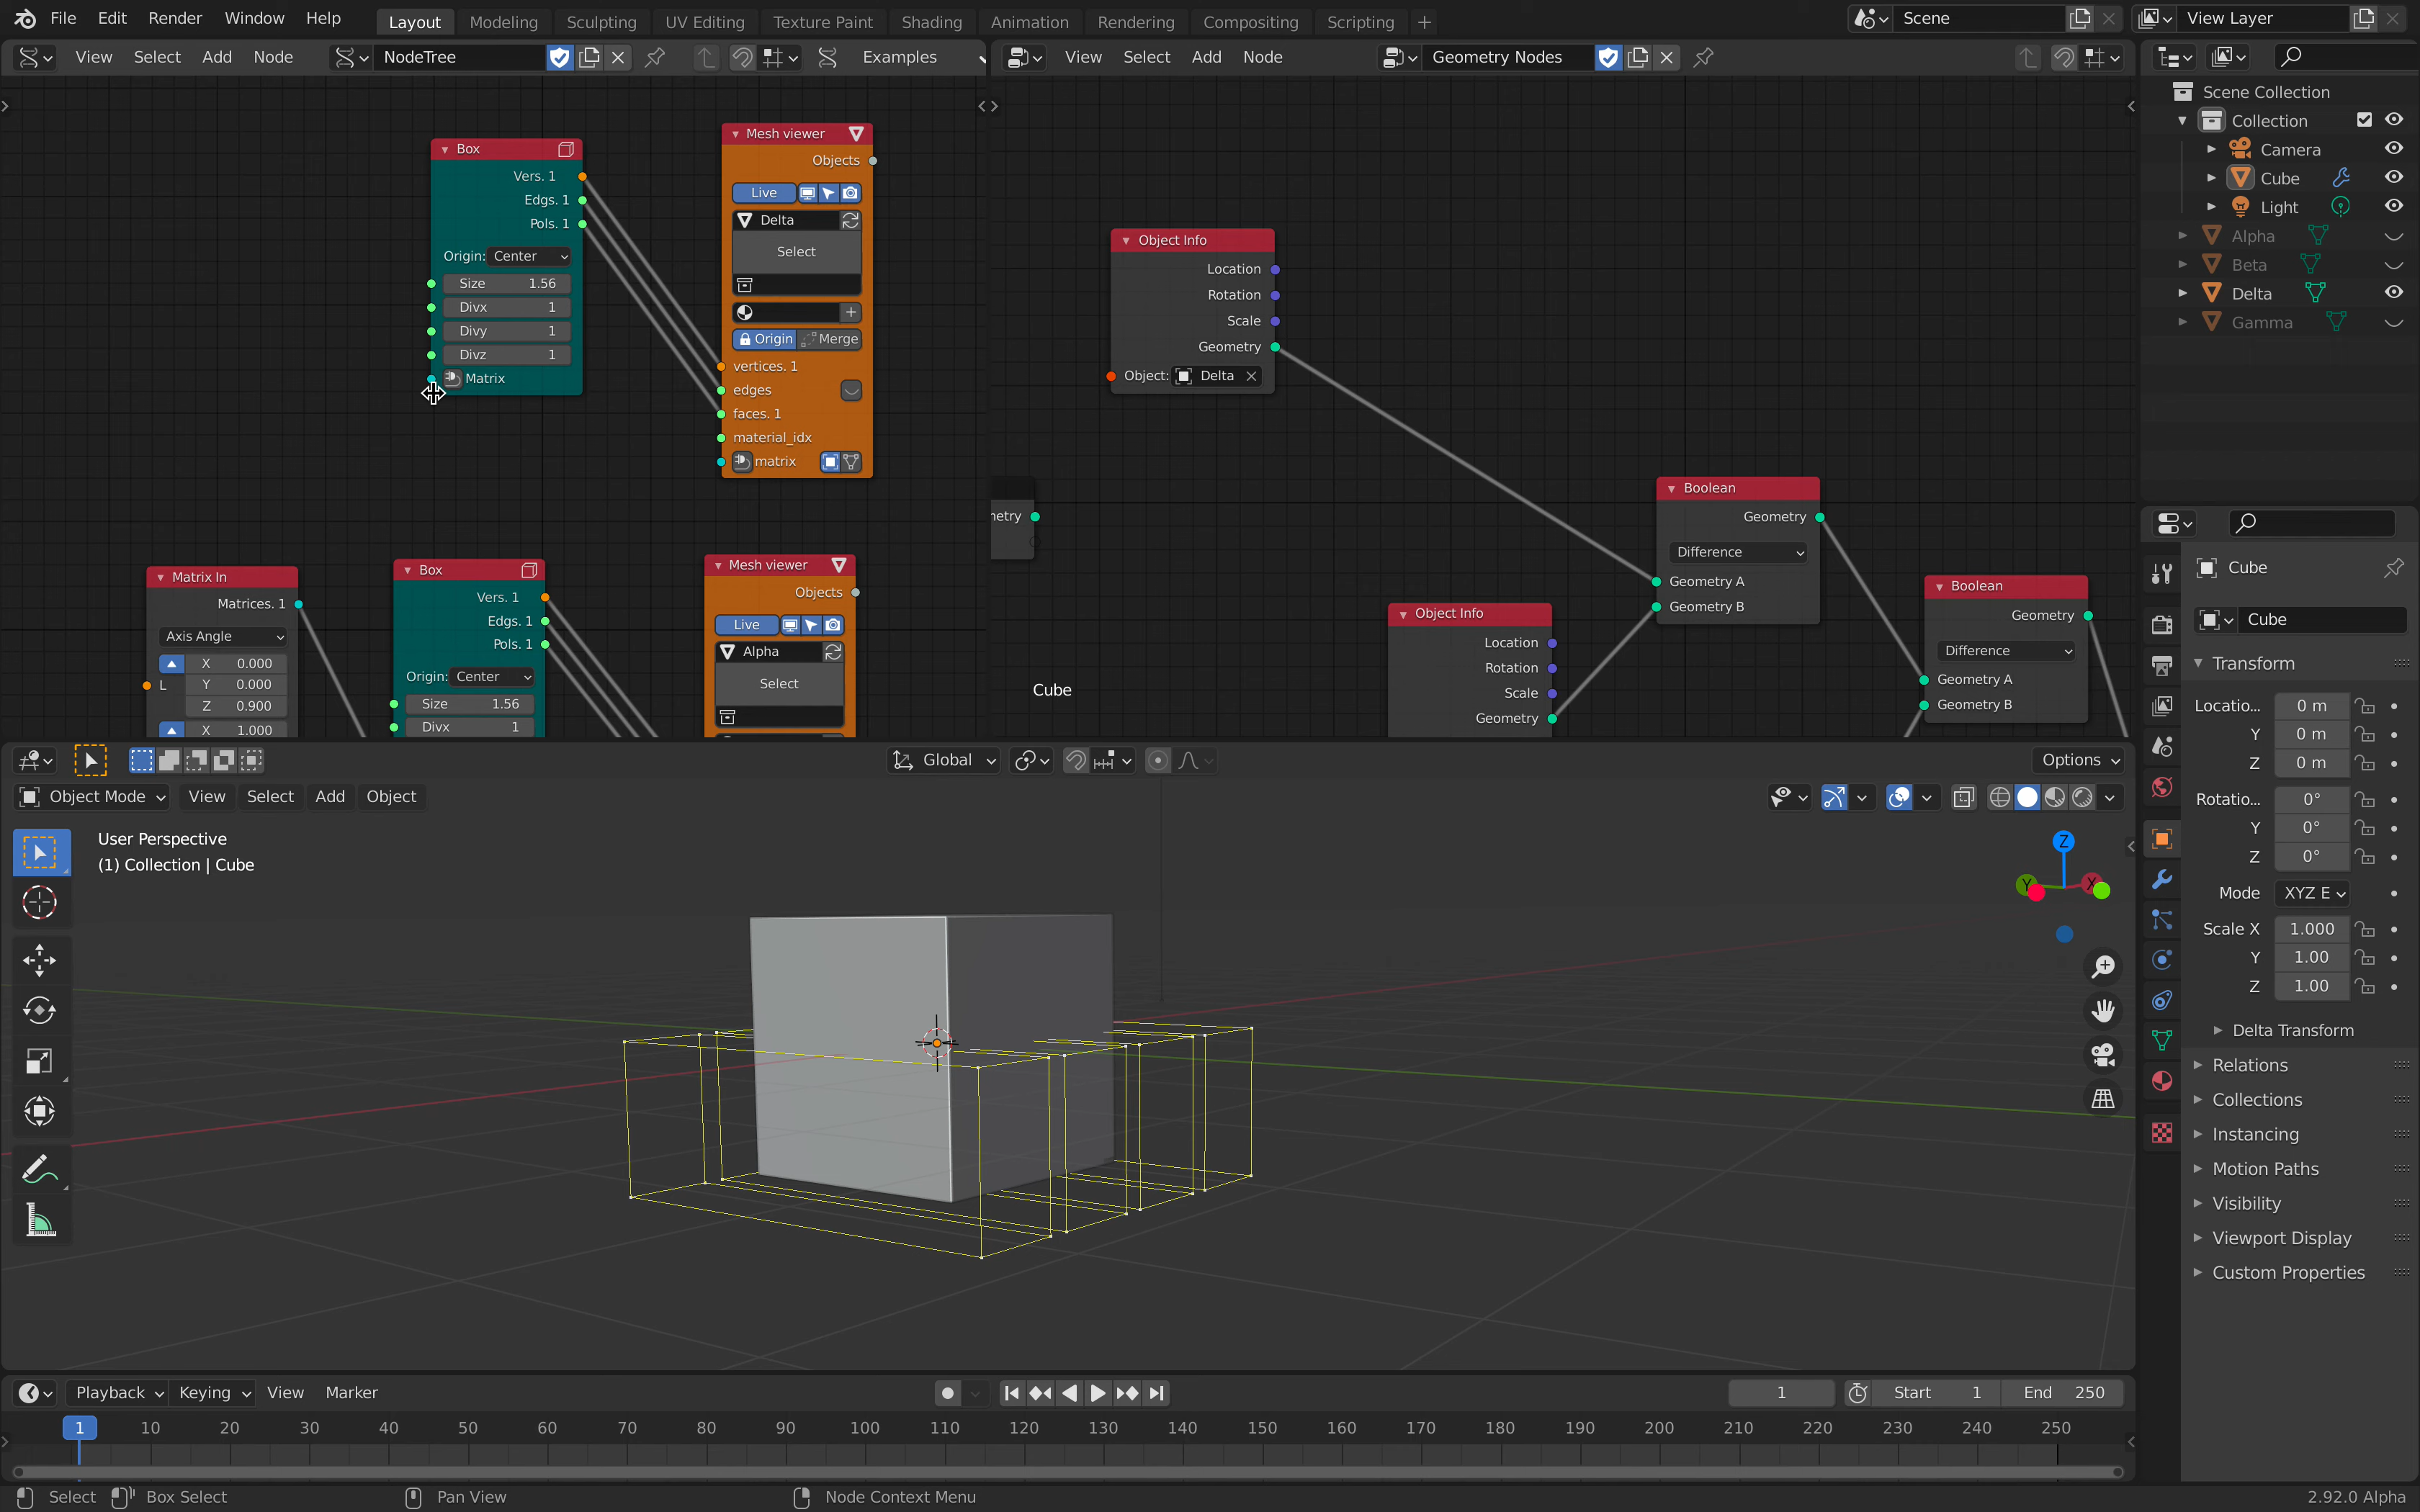 File Edit Render Window Help Layout Modeling Sculpting UV Editing Texture Paint Shading Animation Rendering Compositing Scripting + Scene View Layer
View Select Add Node NodeTree Examples
View Select Add Node Geometry Nodes
Box
Vers. 1
Edgs. 1
Pols. 1
Origin: Center
Size 1.56
Divx 1
Divy 1
Divz 1
Matrix
Mesh viewer
Objects
Live
Delta
Select
Origin Merge
vertices. 1
edges
faces. 1
material_idx
matrix
Matrix In
Matrices. 1
Axis Angle
X 0.000
L Y 0.000
Z 0.900
X 1.000
Box
Vers. 1
Edgs. 1
Pols. 1
Origin: Center
Size 1.56
Divx 1
Mesh viewer
Objects
Live
Alpha
Select
Object Info
Location
Rotation
Scale
Geometry
Object: Delta
netry
Cube
Object Info
Location
Rotation
Scale
Geometry
Boolean
Geometry
Difference
Geometry A
Geometry B
Boolean
Geometry
Difference
Geometry A
Geometry B
Scene Collection
Collection
Camera
Cube
Light
Alpha
Beta
Delta
Gamma
Cube
Cube
Transform
Locatio... 0 m
Y 0 m
Z 0 m
Rotatio... 0°
Y 0°
Z 0°
Mode XYZ E
Scale X 1.000
Y 1.00
Z 1.00
Delta Transform
Relations
Collections
Instancing
Motion Paths
Visibility
Viewport Display
Custom Properties
Global Options
Object Mode View Select Add Object
User Perspective
(1) Collection | Cube
Z
Y X
Playback Keying View Marker 1 Start 1 End 250
1 10 20 30 40 50 60 70 80 90 100 110 120 130 140 150 160 170 180 190 200 210 220 230 240 250
Select Box Select Pan View Node Context Menu 2.92.0 Alpha